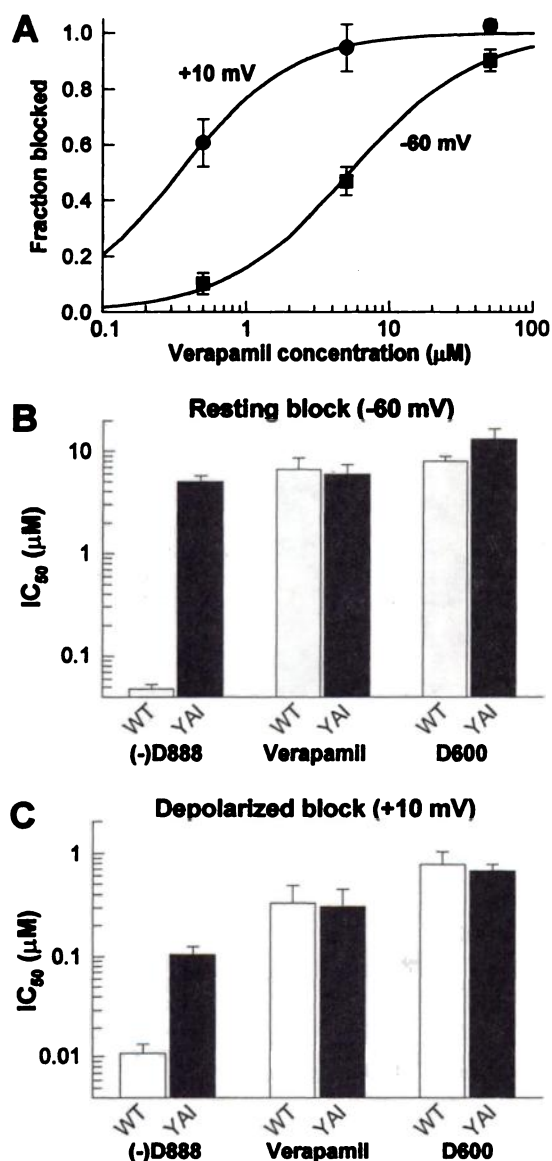 A
1.0
0.8
0.6
0.4
0.2
0.0
Fraction blocked
+10 mV
-60 mV
0.1 1 10 100
Verapamil concentration (μM)
B
Resting block (-60 mV)
10
1
0.1
IC50 (μM)
WT YAI WT YAI WT YAI
(-)D888 Verapamil D600
C
Depolarized block (+10 mV)
1
0.1
0.01
IC50 (μM)
WT YAI WT YAI WT YAI
(-)D888 Verapamil D600